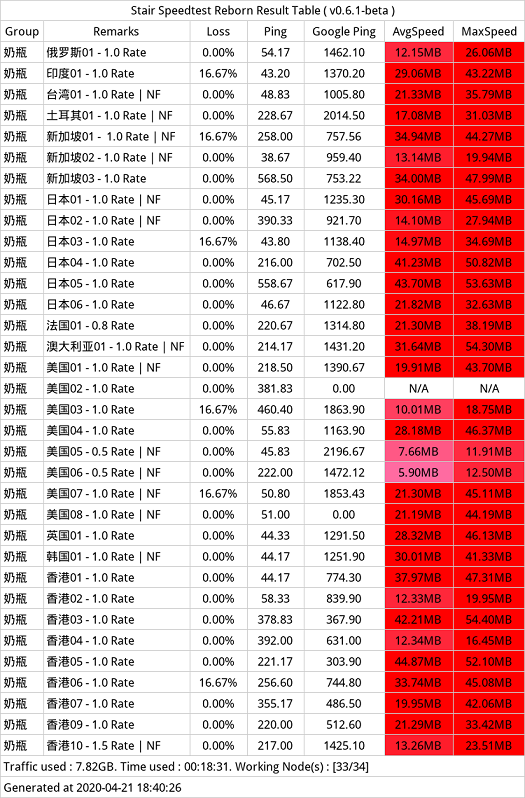 Stair Speedtest Reborn Result Table ( v0.6.1-beta )
Group Remarks Loss Ping Google Ping AvgSpeed MaxSpeed
奶瓶 俄罗斯01 - 1.0 Rate 0.00% 54.17 1462.10 12.15MB 26.06MB
奶瓶 印度01 - 1.0 Rate 16.67% 43.20 1370.20 29.06MB 43.22MB
奶瓶 台湾01 - 1.0 Rate | NF 0.00% 48.83 1005.80 21.33MB 35.79MB
奶瓶 土耳其01 - 1.0 Rate | NF 0.00% 228.67 2014.50 17.08MB 31.03MB
奶瓶 新加坡01 - 1.0 Rate | NF 16.67% 258.00 757.56 34.94MB 44.27MB
奶瓶 新加坡02 - 1.0 Rate | NF 0.00% 38.67 959.40 13.14MB 19.94MB
奶瓶 新加坡03 - 1.0 Rate 0.00% 568.50 753.22 34.00MB 47.99MB
奶瓶 日本01 - 1.0 Rate | NF 0.00% 45.17 1235.30 30.16MB 45.69MB
奶瓶 日本02 - 1.0 Rate | NF 0.00% 390.33 921.70 14.10MB 27.94MB
奶瓶 日本03 - 1.0 Rate 16.67% 43.80 1138.40 14.97MB 34.69MB
奶瓶 日本04 - 1.0 Rate 0.00% 216.00 702.50 41.23MB 50.82MB
奶瓶 日本05 - 1.0 Rate 0.00% 558.67 617.90 43.70MB 53.63MB
奶瓶 日本06 - 1.0 Rate 0.00% 46.67 1122.80 21.82MB 32.63MB
奶瓶 法国01 - 0.8 Rate 0.00% 220.67 1314.80 21.30MB 38.19MB
奶瓶 澳大利亚01 - 1.0 Rate | NF 0.00% 214.17 1431.20 31.64MB 54.30MB
奶瓶 美国01 - 1.0 Rate | NF 0.00% 218.50 1390.67 19.91MB 43.70MB
奶瓶 美国02 - 1.0 Rate 0.00% 381.83 0.00 N/A N/A
奶瓶 美国03 - 1.0 Rate 16.67% 460.40 1863.90 10.01MB 18.75MB
奶瓶 美国04 - 1.0 Rate 0.00% 55.83 1163.90 28.18MB 46.37MB
奶瓶 美国05 - 0.5 Rate | NF 0.00% 45.83 2196.67 7.66MB 11.91MB
奶瓶 美国06 - 0.5 Rate | NF 0.00% 222.00 1472.12 5.90MB 12.50MB
奶瓶 美国07 - 1.0 Rate | NF 16.67% 50.80 1853.43 21.30MB 45.11MB
奶瓶 美国08 - 1.0 Rate | NF 0.00% 51.00 0.00 21.19MB 44.19MB
奶瓶 英国01 - 1.0 Rate 0.00% 44.33 1291.50 28.32MB 46.13MB
奶瓶 韩国01 - 1.0 Rate | NF 0.00% 44.17 1251.90 30.01MB 41.33MB
奶瓶 香港01 - 1.0 Rate 0.00% 44.17 774.30 37.97MB 47.31MB
奶瓶 香港02 - 1.0 Rate 0.00% 58.33 839.90 12.33MB 19.95MB
奶瓶 香港03 - 1.0 Rate 0.00% 378.83 367.90 42.21MB 54.40MB
奶瓶 香港04 - 1.0 Rate 0.00% 392.00 631.00 12.34MB 16.45MB
奶瓶 香港05 - 1.0 Rate 0.00% 221.17 303.90 44.87MB 52.10MB
奶瓶 香港06 - 1.0 Rate 16.67% 256.60 744.80 33.74MB 45.08MB
奶瓶 香港07 - 1.0 Rate 0.00% 355.17 486.50 19.95MB 42.06MB
奶瓶 香港09 - 1.0 Rate 0.00% 220.00 512.60 21.29MB 33.42MB
奶瓶 香港10 - 1.5 Rate | NF 0.00% 217.00 1425.10 13.26MB 23.51MB
Traffic used : 7.82GB. Time used : 00:18:31. Working Node(s) : [33/34]
Generated at 2020-04-21 18:40:26